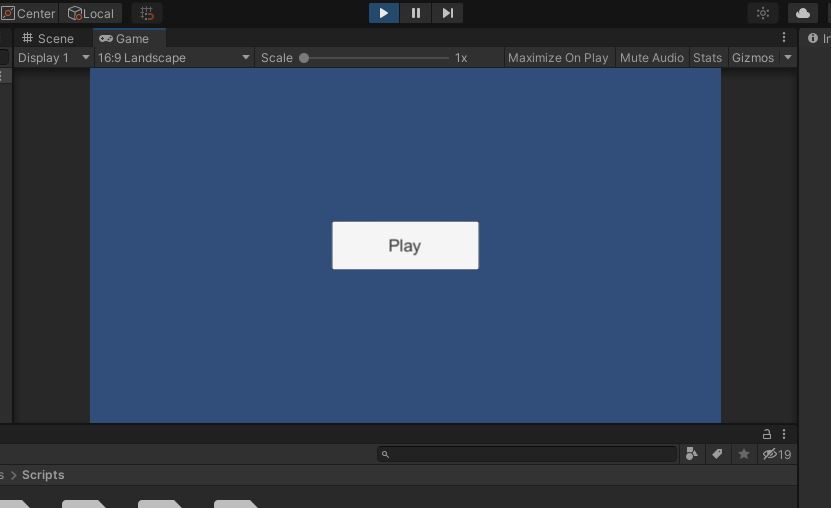 Center Local
Scene Game
Display 1 16:9 Landscape Scale 1x Maximize On Play Mute Audio Stats Gizmos
Play
19
Scripts